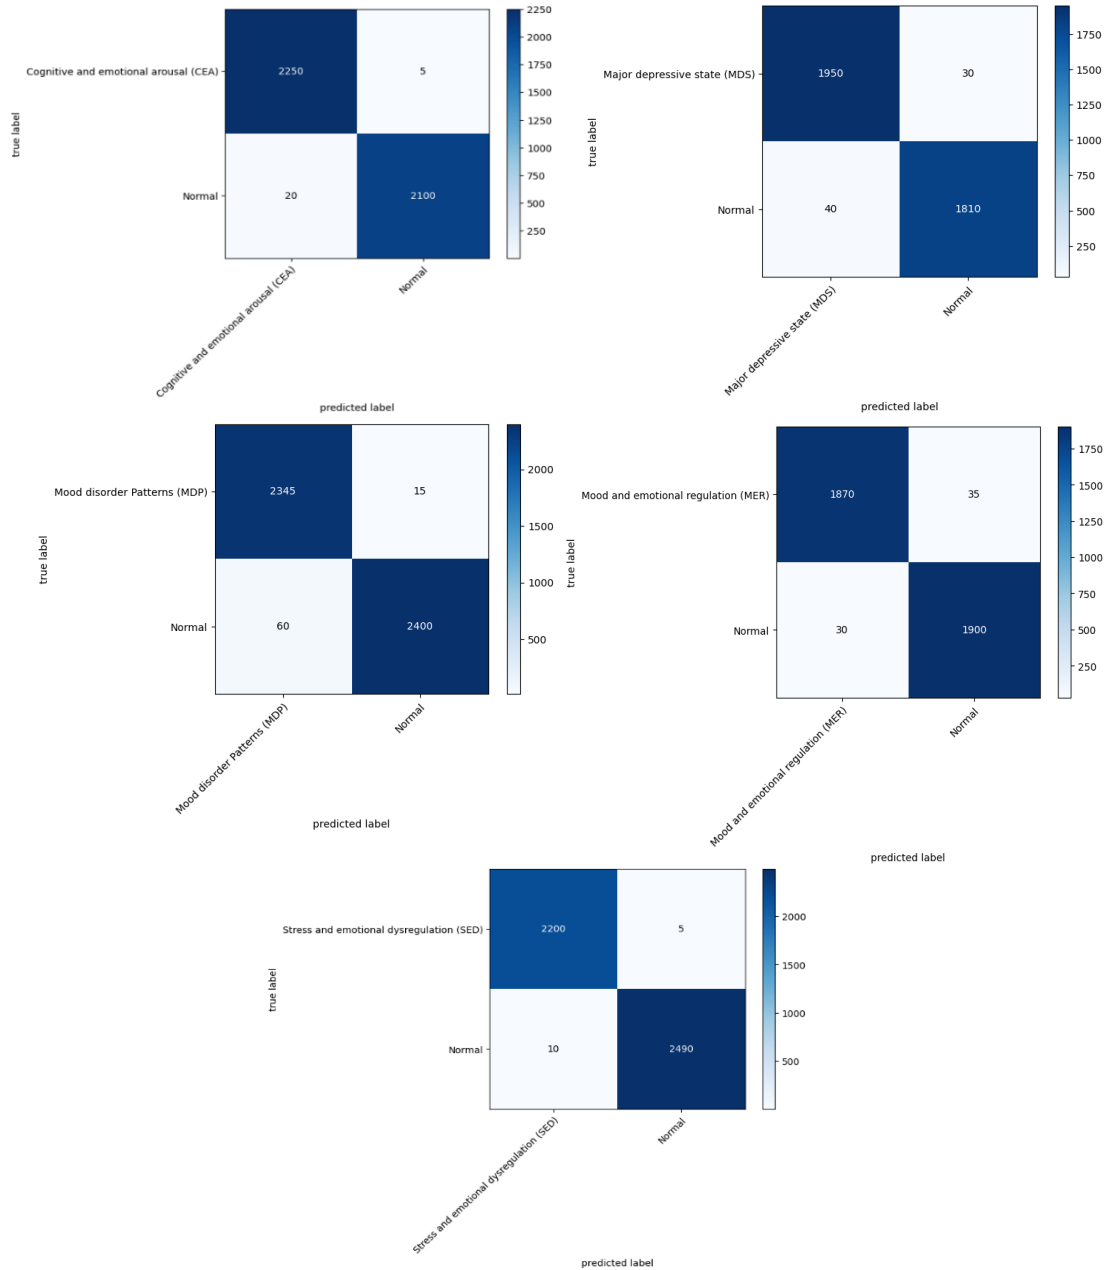 Cognitive and emotional arousal (CEA)
Normal
true label
2250 5
20 2100
Cognitive and emotional arousal (CEA)
Normal
predicted label
2250
2000
1750
1500
1250
1000
750
500
250
Major depressive state (MDS)
Normal
true label
1950 30
40 1810
Major depressive state (MDS)
Normal
predicted label
1750
1500
1250
1000
750
500
250
Mood disorder Patterns (MDP)
Normal
true label
2345 15
60 2400
Mood disorder Patterns (MDP)
Normal
predicted label
2000
1500
1000
500
Mood and emotional regulation (MER)
Normal
true label
1870 35
30 1900
Mood and emotional regulation (MER)
Normal
predicted label
1750
1500
1250
1000
750
500
250
Stress and emotional dysregulation (SED)
Normal
true label
2200 5
10 2490
Stress and emotional dysregulation (SED)
Normal
predicted label
2000
1500
1000
500